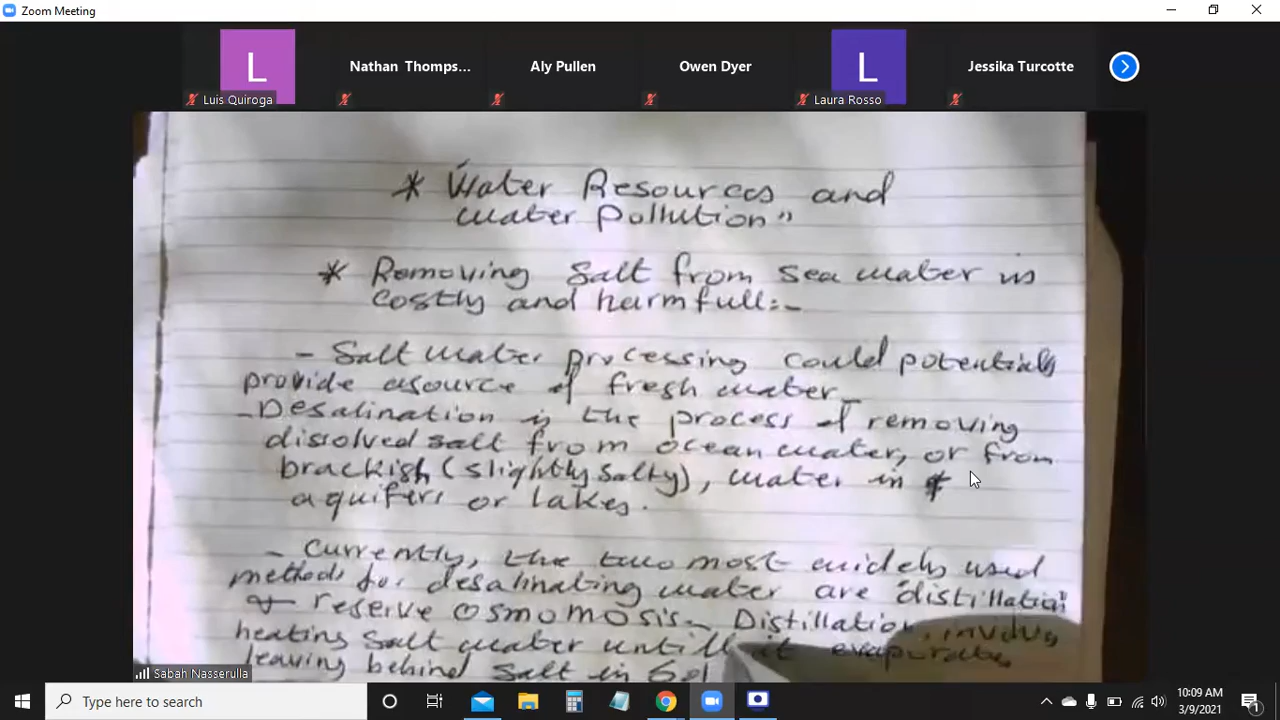 Zoom Meeting
L
Luis Quiroga
Nathan Thomps...
Aly Pullen
Owen Dyer
L
Laura Rosso
Jessika Turcotte
* "Water Resources and
water pollution"
* Removing salt from sea water is
costly and harmfull:-
- Salt water processing could potentially
provide a source of fresh water_
-Desalination is the process of removing
dissolved salt from ocean water, or from
brackish (slightly salty), water in
aquifers or lakes.
- Currently, the two most widely used
methods for desalinating water are distillation
& reserve osmomosis- Distillation, involves
heating salt water untill it evaporates
leaving behind salt in
Sabah Nasserulla
Type here to search
10:09 AM
3/9/2021
1